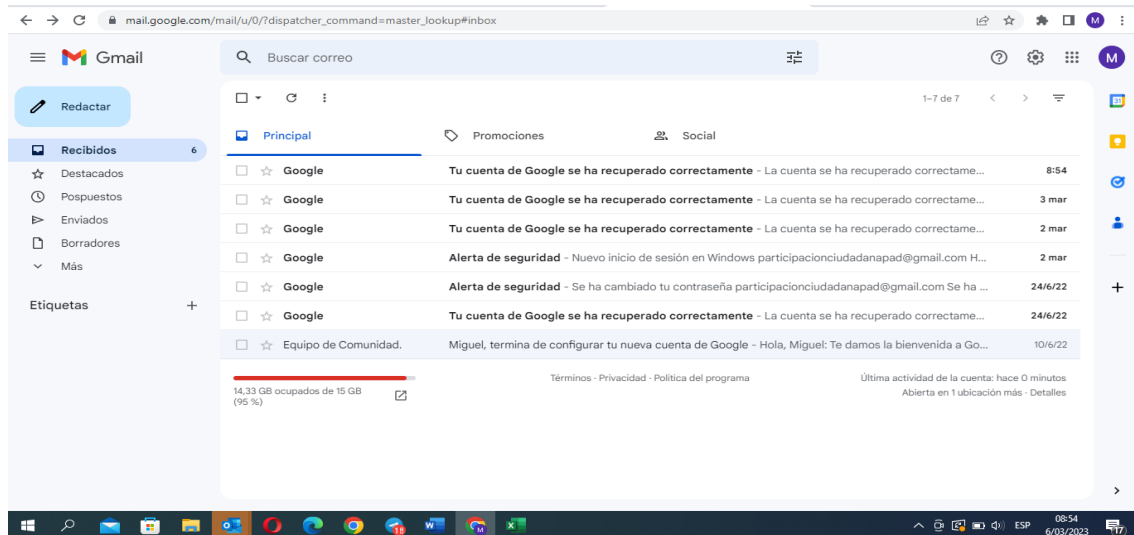 mail.google.com/mail/u/0/?dispatcher_command=master_lookup#inbox
M
Gmail
Buscar correo
M
Redactar
1–7 de 7
31
Principal
Promociones
Social
Recibidos 6
Destacados
Pospuestos
Enviados
Borradores
Más
Etiquetas
Google Tu cuenta de Google se ha recuperado correctamente - La cuenta se ha recuperado correctame... 8:54
Google Tu cuenta de Google se ha recuperado correctamente - La cuenta se ha recuperado correctame... 3 mar
Google Tu cuenta de Google se ha recuperado correctamente - La cuenta se ha recuperado correctame... 2 mar
Google Alerta de seguridad - Nuevo inicio de sesión en Windows participacionciudadanapad@gmail.com H... 2 mar
Google Alerta de seguridad - Se ha cambiado tu contraseña participacionciudadanapad@gmail.com Se ha ... 24/6/22
Google Tu cuenta de Google se ha recuperado correctamente - La cuenta se ha recuperado correctame... 24/6/22
Equipo de Comunidad. Miguel, termina de configurar tu nueva cuenta de Google - Hola, Miguel: Te damos la bienvenida a Go... 10/6/22
14,33 GB ocupados de 15 GB
(95 %)
Términos · Privacidad · Política del programa
Última actividad de la cuenta: hace 0 minutos
Abierta en 1 ubicación más · Detalles
18
ESP
08:54
6/03/2023
17